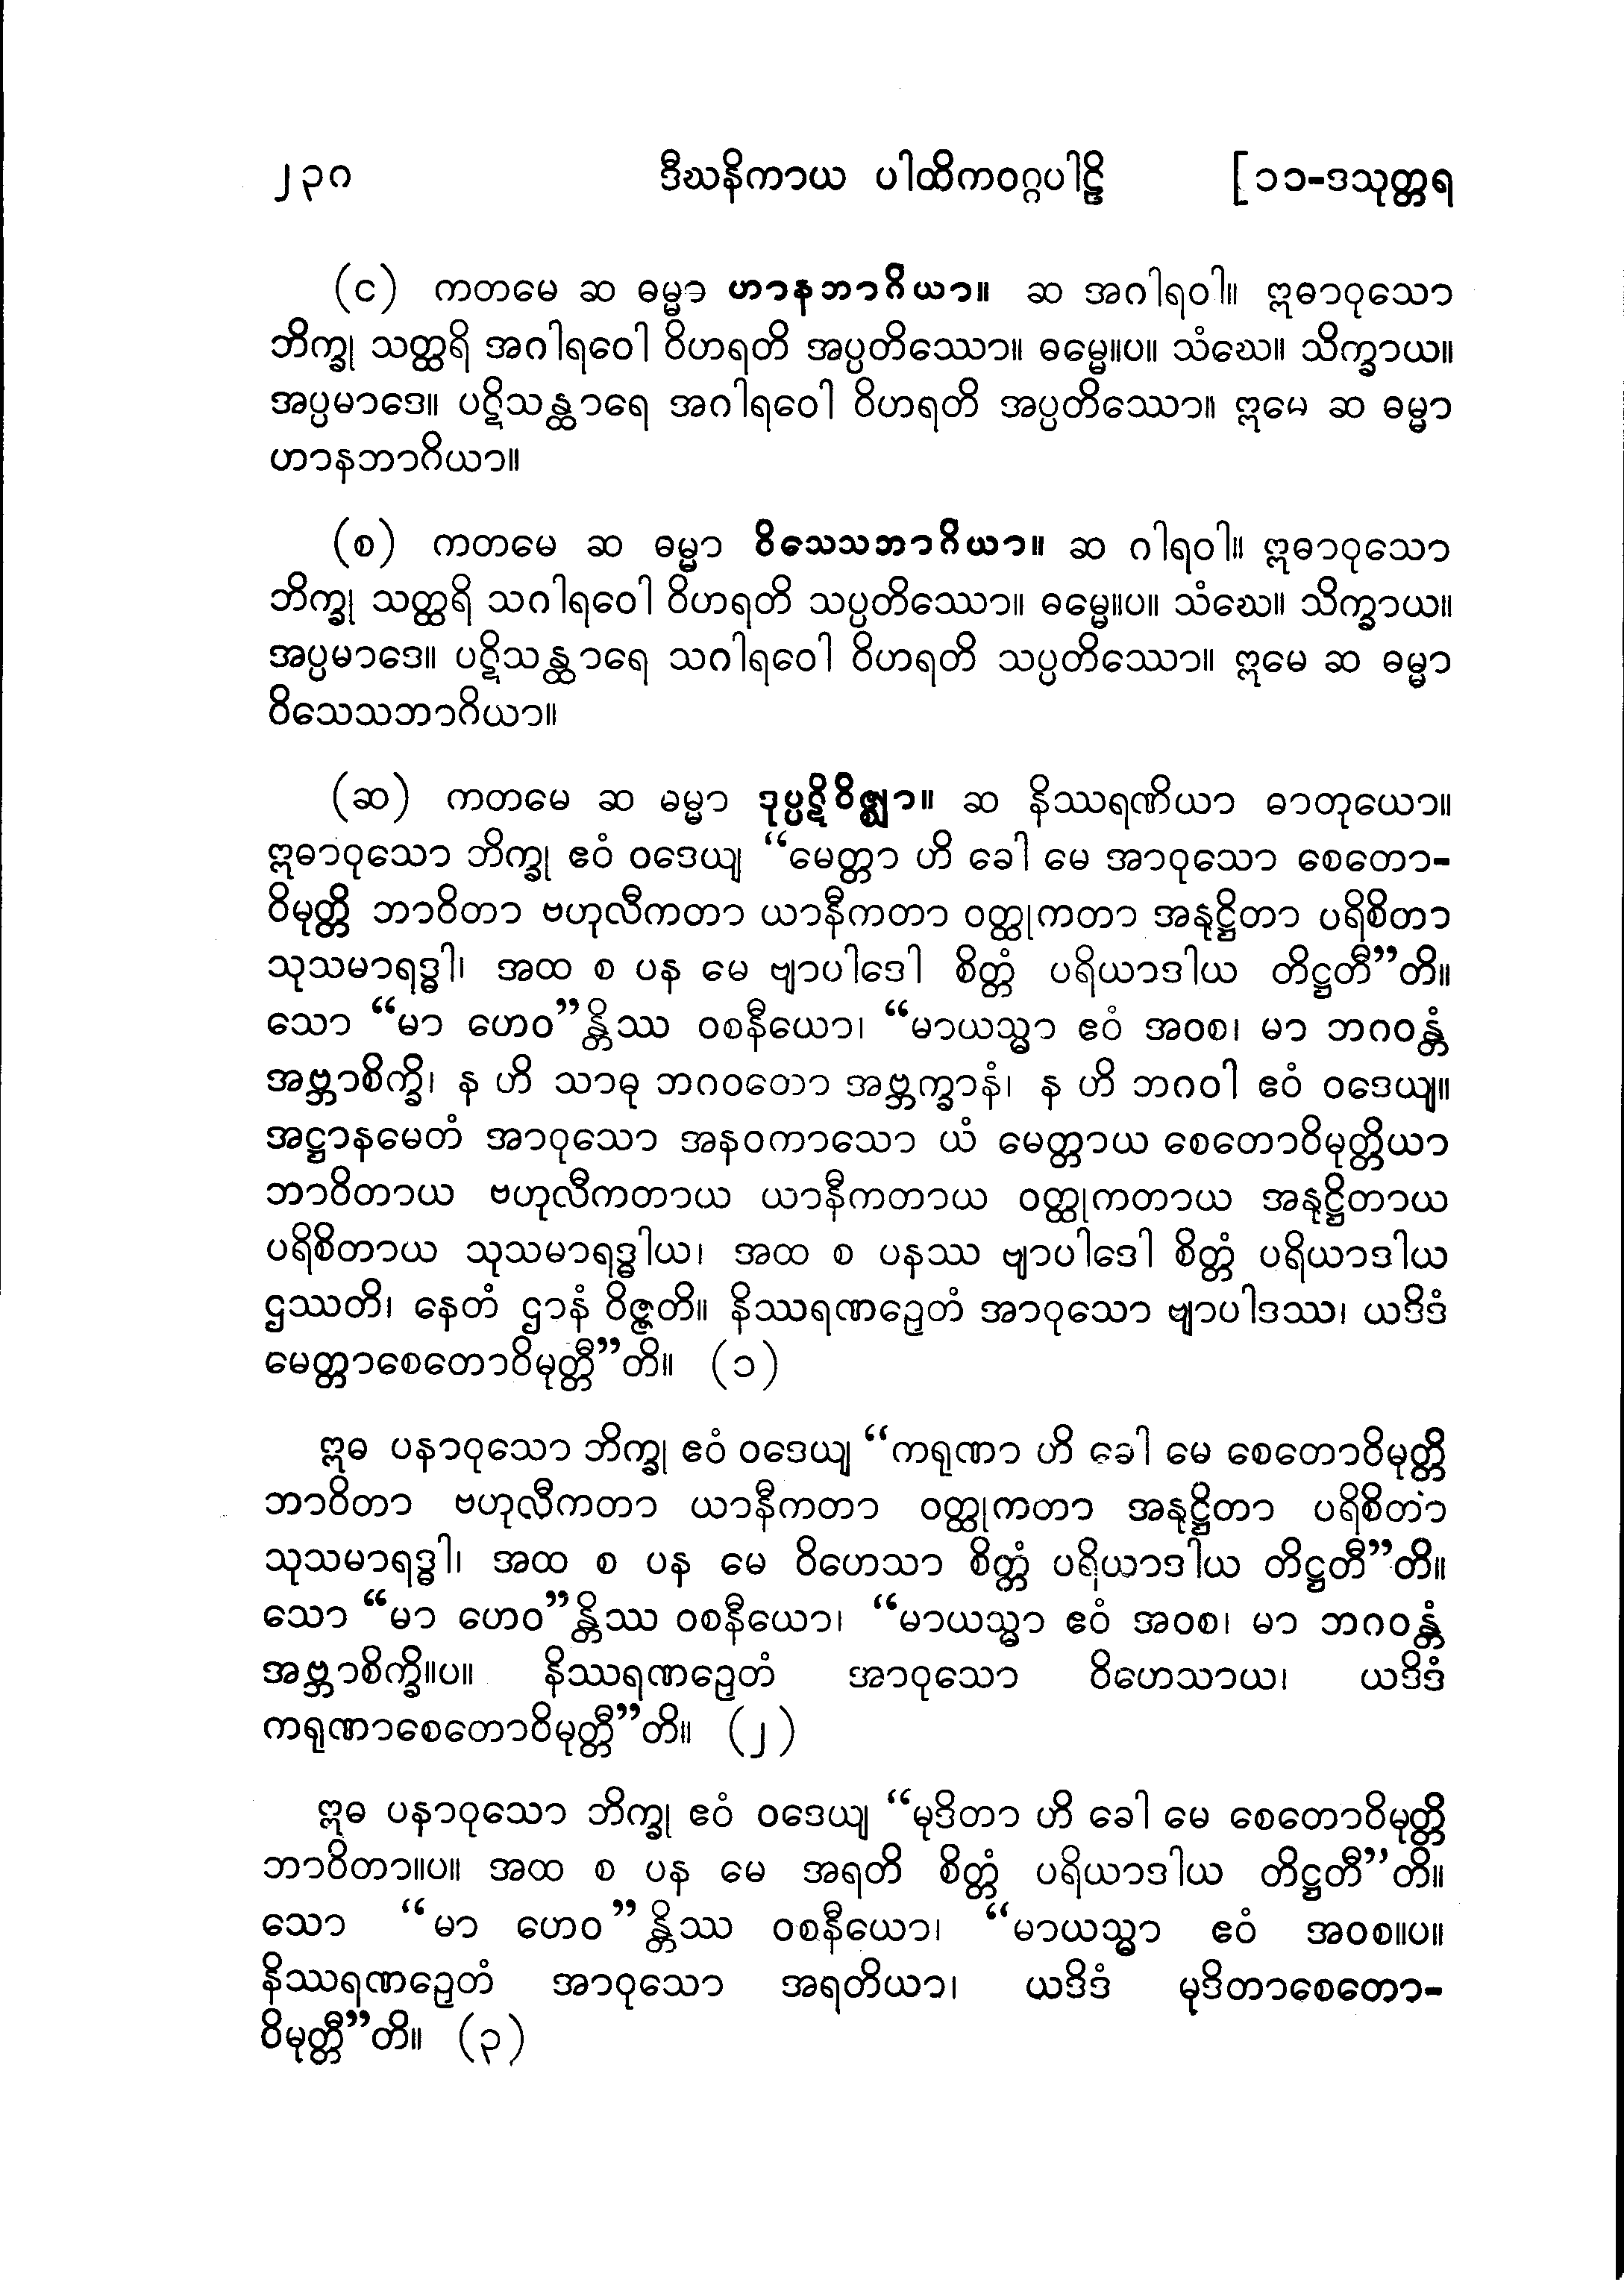 ၂၃ဂ ဒီဃနိကာယ ပါထိကဝဂ္ဂပါဠိ [ ၁၁-ဒသုတ္တရ
(င) ကတမေ ဆ ဓမ္မာ ဟာနဘာဂိယာ။ ဆ အဂါရဝါ။ ဣဓာဝုသော
ဘိက္ခု သတ္ထရိ အဂါရဝေါ ဝိဟရတိ အပ္ပတိဿော။ ဓမ္မေ။ပ။ သံဃေ။ သိက္ခာယ။
အပ္ပမာဒေ။ ပဋိသန္ထာရေ အဂါရဝေါ ဝိဟရတိ အပ္ပတိဿော။ ဣမေ ဆ ဓမ္မာ
ဟာနဘာဂိယာ။
(စ) ကတမေ ဆ ဓမ္မာ ဝိသေသဘာဂိယာ။ ဆ ဂါရဝါ။ ဣဓာဝုသော
ဘိက္ခု သတ္ထရိ သဂါရဝေါ ဝိဟရတိ သပ္ပတိဿော။ ဓမ္မေ။ပ။ သံဃေ။ သိက္ခာယ။
အပ္ပမာဒေ။ ပဋိသန္ထာရေ သဂါရဝေါ ဝိဟရတိ သပ္ပတိဿော။ ဣမေ ဆ ဓမ္မာ
ဝိသေသဘာဂိယာ။
(ဆ) ကတမေ ဆ ဓမ္မာ ဒုပ္ပဋိဝိဇ္ဈာ။ ဆ နိဿရဏိယာ ဓာတုယော။
ဣဓာဝုသော ဘိက္ခု ဧဝံ ဝဒေယျ “မေတ္တာ ဟိ ခေါ မေ အာဝုသော စေတော-
ဝိမုတ္တိ ဘာဝိတာ ဗဟုလီကတာ ယာနီကတာ ဝတ္ထုကတာ အနုဋ္ဌိတာ ပရိစိတာ
သုသမာရဒ္ဓါ၊ အထ စ ပန မေ ဗျာပါဒေါ စိတ္တံ ပရိယာဒါယ တိဋ္ဌတီ”တိ။
သော “မာ ဟေဝ”န္တိဿ ဝစနီယော၊ “မာယသ္မာ ဧဝံ အဝစ၊ မာ ဘဂဝန္တံ
အဗ္ဘာစိက္ခိ၊ န ဟိ သာဓု ဘဂဝတော အဗ္ဘက္ခာနံ၊ န ဟိ ဘဂဝါ ဧဝံ ဝဒေယျ။
အဋ္ဌာနမေတံ အာဝုသော အနဝကာသော ယံ မေတ္တာယ စေတောဝိမုတ္တိယာ
ဘာဝိတာယ ဗဟုလီကတာယ ယာနီကတာယ ဝတ္ထုကတာယ အနုဋ္ဌိတာယ
ပရိစိတာယ သုသမာရဒ္ဓါယ၊ အထ စ ပနဿ ဗျာပါဒေါ စိတ္တံ ပရိယာဒါယ
ဌဿတိ၊ နေတံ ဌာနံ ဝိဇ္ဇတိ။ နိဿရဏဉှေတံ အာဝုသော ဗျာပါဒဿ၊ ယဒိဒံ
မေတ္တာစေတောဝိမုတ္တီ”တိ။ (၁)
ဣဓ ပနာဝုသော ဘိက္ခု ဧဝံ ဝဒေယျ “ကရုဏာ ဟိ ခေါ မေ စေတောဝိမုတ္တိ
ဘာဝိတာ ဗဟုလီကတာ ယာနီကတာ ဝတ္ထုကတာ အနုဋ္ဌိတာ ပရိစိတာ
သုသမာရဒ္ဓါ၊ အထ စ ပန မေ ဝိဟေသာ စိတ္တံ ပရိယာဒါယ တိဋ္ဌတီ”တိ။
သော “မာ ဟေဝ”န္တိဿ ဝစနီယော၊ “မာယသ္မာ ဧဝံ အဝစ၊ မာ ဘဂဝန္တံ
အဗ္ဘာစိက္ခိ။ပ။ နိဿရဏဉှေတံ အာဝုသော ဝိဟေသာယ၊ ယဒိဒံ
ကရုဏာစေတောဝိမုတ္တီ”တိ။ (၂)
ဣဓ ပနာဝုသော ဘိက္ခု ဧဝံ ဝဒေယျ “မုဒိတာ ဟိ ခေါ မေ စေတောဝိမုတ္တိ
ဘာဝိတာ။ပ။ အထ စ ပန မေ အရတိ စိတ္တံ ပရိယာဒါယ တိဋ္ဌတီ”တိ။
သော “မာ ဟေဝ”န္တိဿ ဝစနီယော၊ “မာယသ္မာ ဧဝံ အဝစ။ပ။
နိဿရဏဉှေတံ အာဝုသော အရတိယာ၊ ယဒိဒံ မုဒိတာစေတော-
ဝိမုတ္တီ”တိ။ (၃)